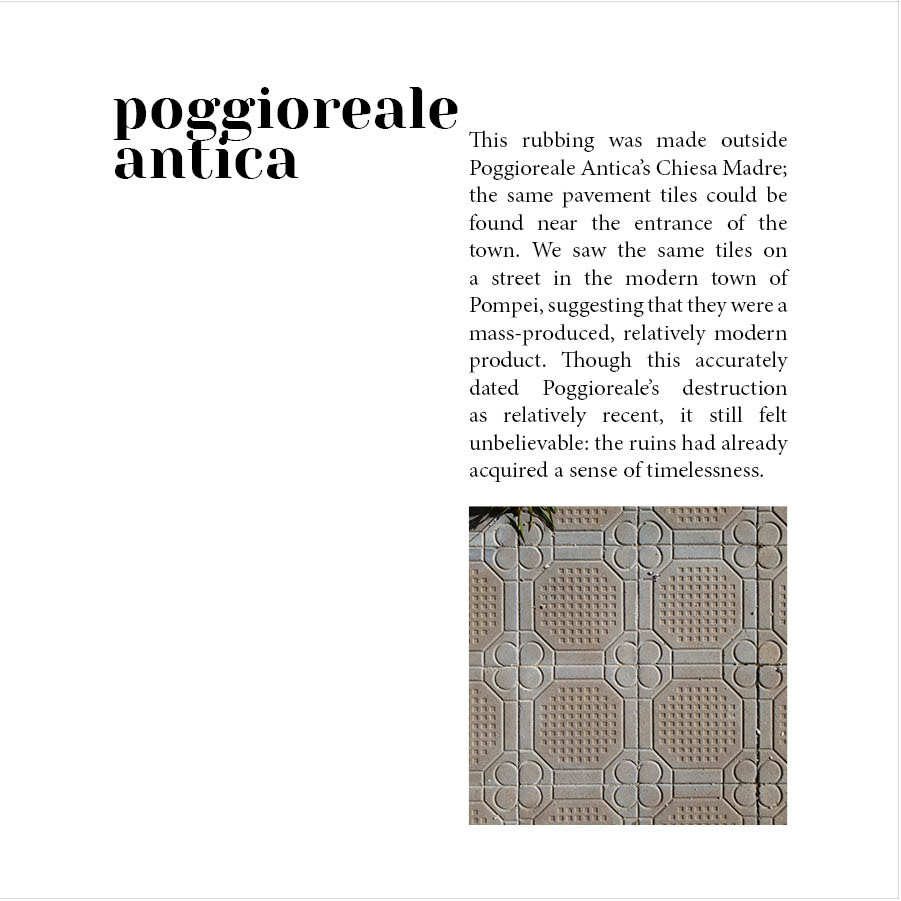 poggioreale
antica
This rubbing was made outside
Poggioreale Antica’s Chiesa Madre;
the same pavement tiles could be
found near the entrance of the
town. We saw the same tiles on
a street in the modern town of
Pompei, suggesting that they were a
mass-produced, relatively modern
product. Though this accurately
dated Poggioreale’s destruction
as relatively recent, it still felt
unbelievable: the ruins had already
acquired a sense of timelessness.